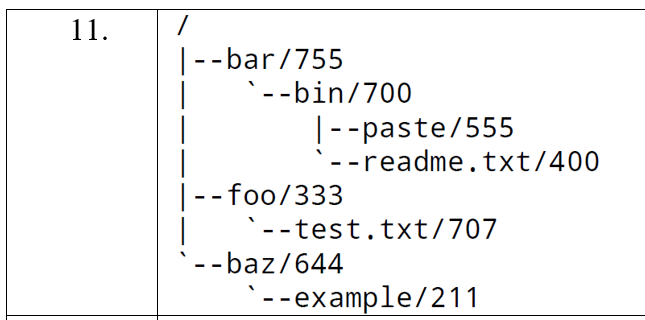 11.
/
|--bar/755
|   `--bin/700
|       |--paste/555
|       `--readme.txt/400
|--foo/333
|   `--test.txt/707
`--baz/644
    `--example/211